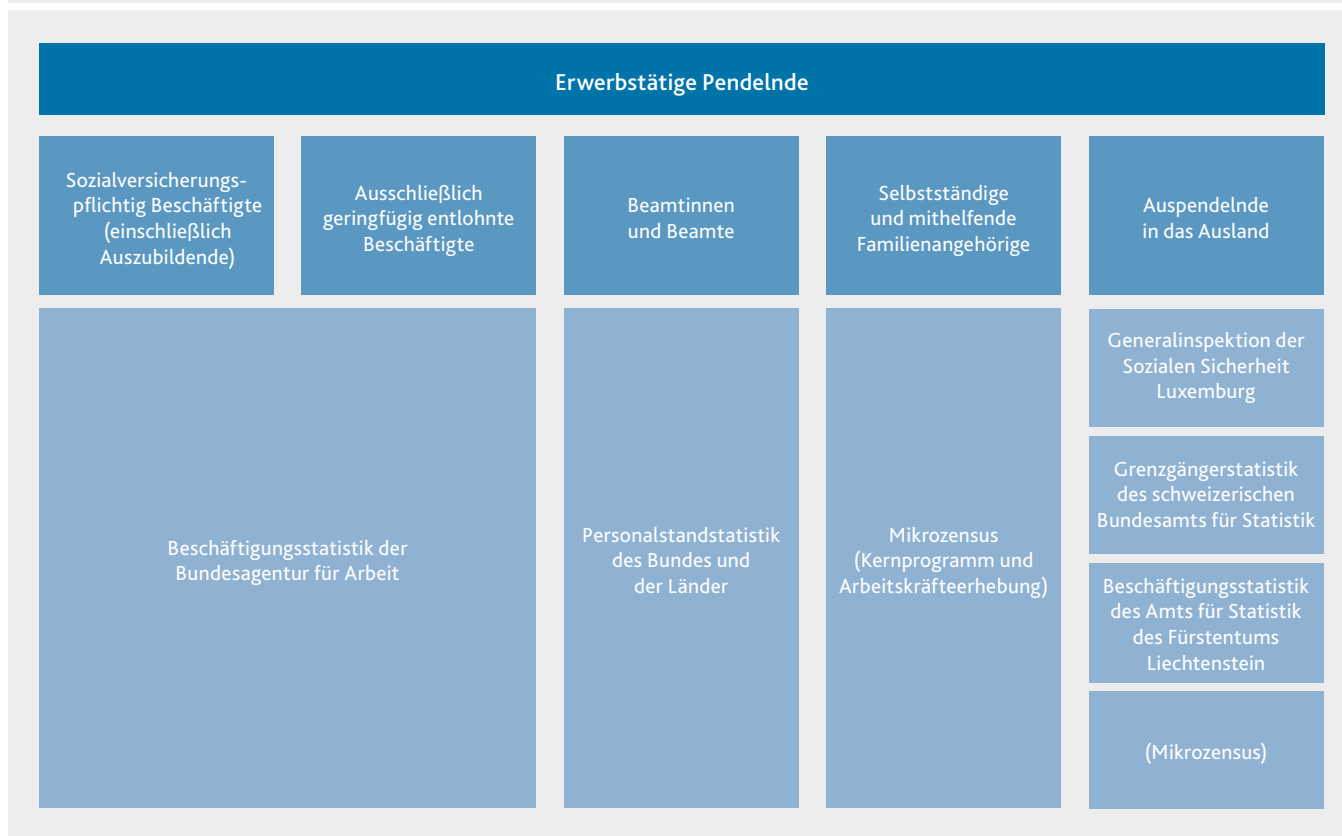 Erwerbstätige Pendelnde
Sozialversicherungs-
pflichtig Beschäftigte
(einschließlich
Auszubildende)
Ausschließlich
geringfügig entlohnte
Beschäftigte
Beamtinnen
und Beamte
Selbstständige
und mithelfende
Familienangehörige
Auspendelnde
in das Ausland
Beschäftigungsstatistik der
Bundesagentur für Arbeit
Personalstandstatistik
des Bundes und
der Länder
Mikrozensus
(Kernprogramm und
Arbeitskräfteerhebung)
Generalinspektion der
Sozialen Sicherheit
Luxemburg
Grenzgängerstatistik
des schweizerischen
Bundesamts für Statistik
Beschäftigungsstatistik
des Amts für Statistik
des Fürstentums
Liechtenstein
(Mikrozensus)